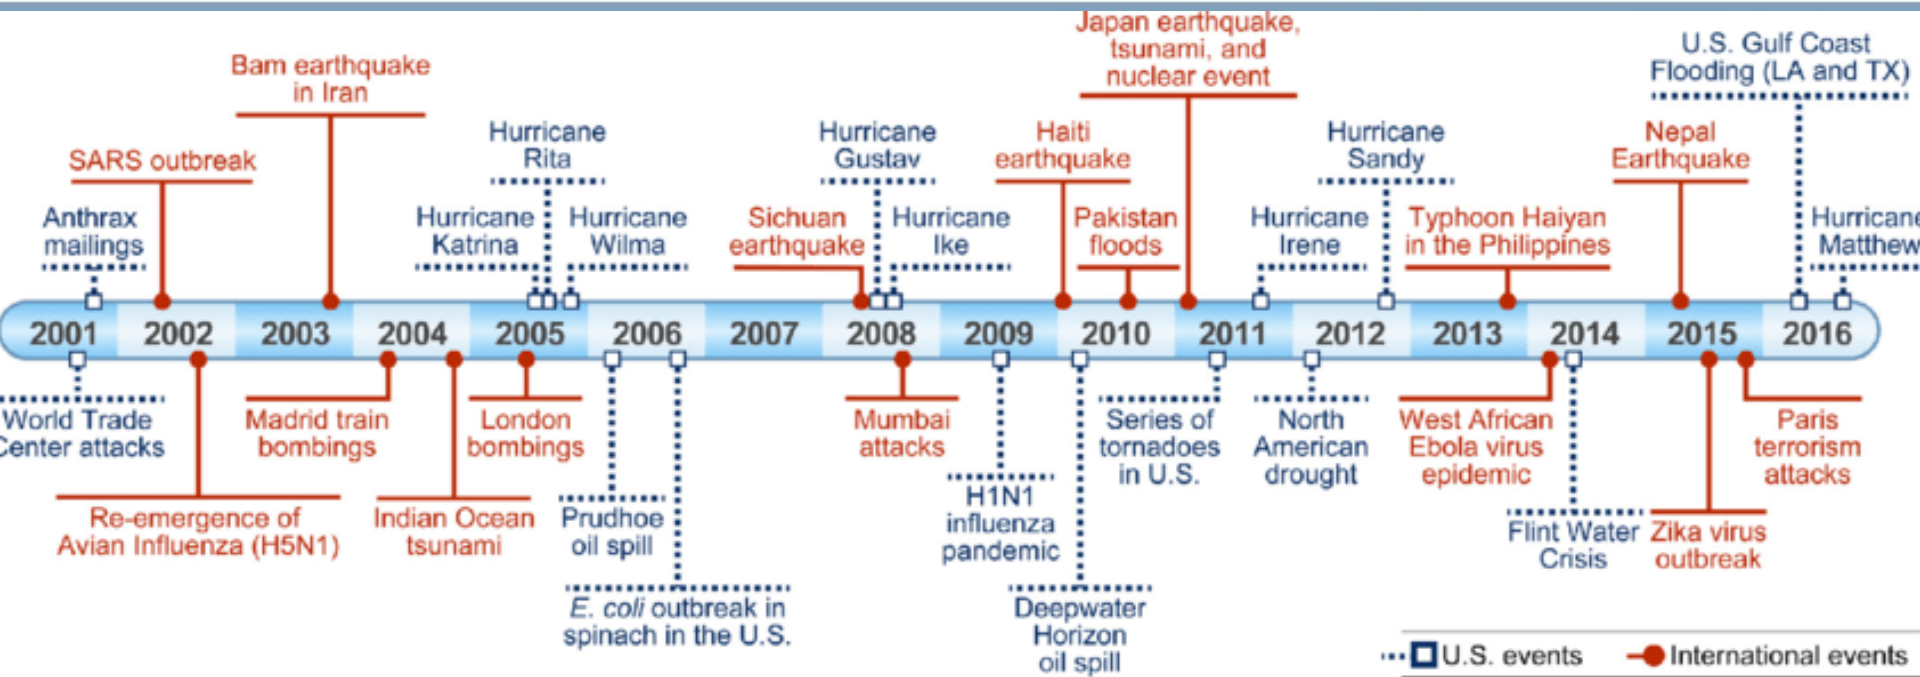 Japan earthquake,
tsunami, and
nuclear event
U.S. Gulf Coast
Flooding (LA and TX)
Bam earthquake
in Iran
Hurricane
Rita
Hurricane
Gustav
Haiti
earthquake
Hurricane
Sandy
Nepal
Earthquake
SARS outbreak
Anthrax
mailings
Hurricane
Katrina
Hurricane
Wilma
Sichuan
earthquake
Hurricane
Ike
Pakistan
floods
Hurricane
Irene
Typhoon Haiyan
in the Philippines
Hurricane
Matthew
2001 2002 2003 2004 2005 2006 2007 2008 2009 2010 2011 2012 2013 2014 2015 2016
World Trade
Center attacks
Madrid train
bombings
London
bombings
Mumbai
attacks
Series of
tornadoes
in U.S.
North
American
drought
West African
Ebola virus
epidemic
Paris
terrorism
attacks
Re-emergence of
Avian Influenza (H5N1)
Indian Ocean
tsunami
Prudhoe
oil spill
H1N1
influenza
pandemic
Flint Water
Crisis
Zika virus
outbreak
E. coli outbreak in
spinach in the U.S.
Deepwater
Horizon
oil spill
U.S. events
International events